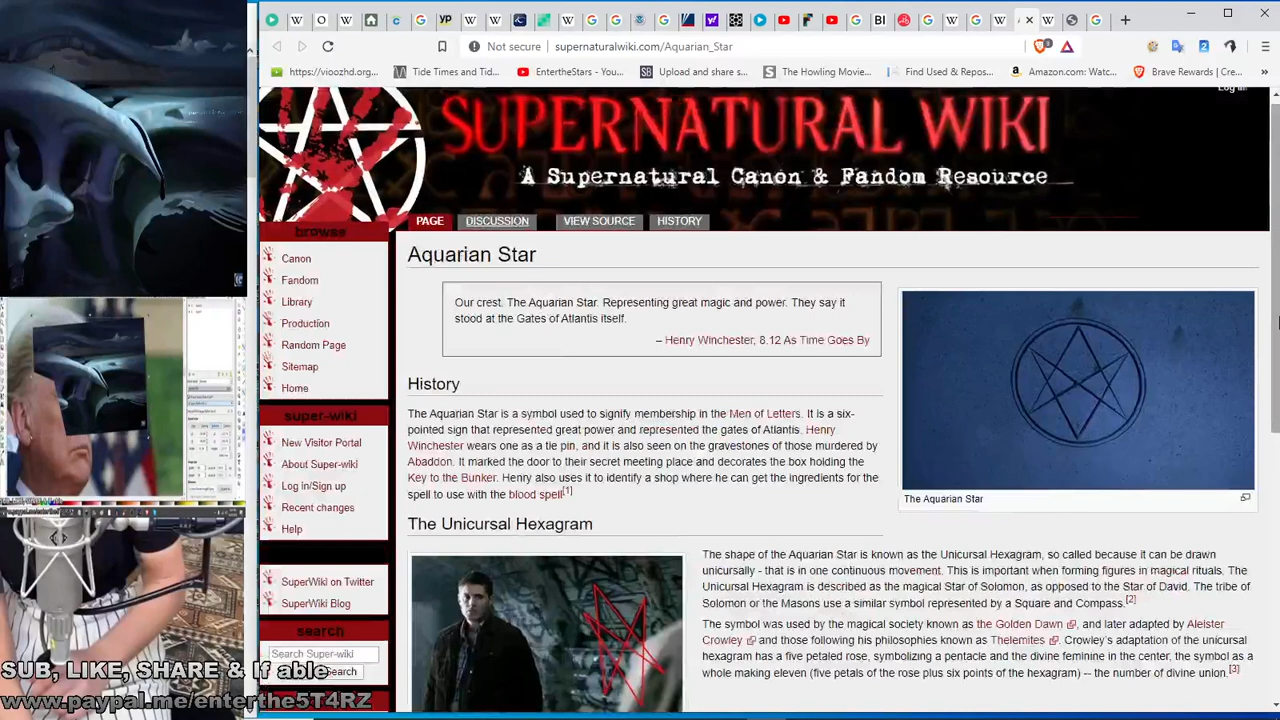 Not secure
supernaturalwiki.com/Aquarian_Star
https://vioozhd.org...
Tide Times and Tid...
EntertheStars - You...
Upload and share s...
The Howling Movie...
Find Used & Repos...
Amazon.com: Watc...
Brave Rewards | Cre...
Log in
SUPERNATURAL WIKI
A Supernatural Canon & Fandom Resource
PAGE
DISCUSSION
VIEW SOURCE
HISTORY
browse
Canon
Fandom
Library
Production
Random Page
Sitemap
Home
super-wiki
New Visitor Portal
About Super-wiki
Log in/Sign up
Recent changes
Help
SuperWiki on Twitter
SuperWiki Blog
search
Search Super-wiki
Search
Aquarian Star
Our crest. The Aquarian Star. Representing great magic and power. They say it
stood at the Gates of Atlantis itself.
– Henry Winchester, 8.12 As Time Goes By
History
The Aquarian Star is a symbol used to signify membership in the Men of Letters. It is a six-
pointed sign that represented great power and represented the gates of Atlantis. Henry
Winchester was one as a tie pin, and it is also seen on the gravestones of those murdered by
Abaddon. It marked the door to their secret meeting place and decorates the box holding the
Key to the Bunker. Henry also uses it to identify a shop where he can get the ingredients for the
spell to use with the blood spell[1]
The Aquarian Star
The Unicursal Hexagram
The shape of the Aquarian Star is known as the Unicursal Hexagram, so called because it can be drawn
unicursally - that is in one continuous movement. This is important when forming figures in magical rituals. The
Unicursal Hexagram is described as the magical Star of Solomon, as opposed to the Star of David. The tribe of
Solomon or the Masons use a similar symbol represented by a Square and Compass.[2]
The symbol was used by the magical society known as the Golden Dawn, and later adapted by Aleister
Crowley and those following his philosophies known as Thelemites. Crowley's adaptation of the unicursal
hexagram has a five petaled rose, symbolizing a pentacle and the divine feminine in the center, the symbol as a
whole making eleven (five petals of the rose plus six points of the hexagram) -- the number of divine union.[3]
SUB, LIKE, SHARE & If able
www.paypal.me/enterthe5T4RZ